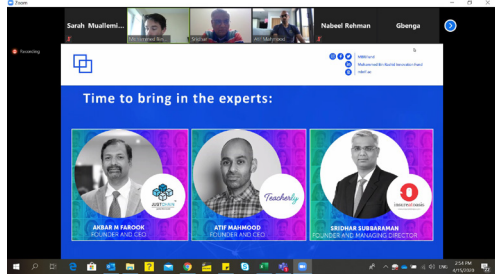 Zoom
Sarah Muallemi...
Mohammed Bin...
Sridhar
Atif Mahmood
Nabeel Rehman
Gbenga
Recording
Time to bring in the experts:
AKBAR M FAROOK
FOUNDER AND CEO
Teacherly
ATIF MAHMOOD
FOUNDER AND CEO
SRIDHAR SUBBARAMAN
FOUNDER AND MANAGING DIRECTOR
ENG
2:54 PM